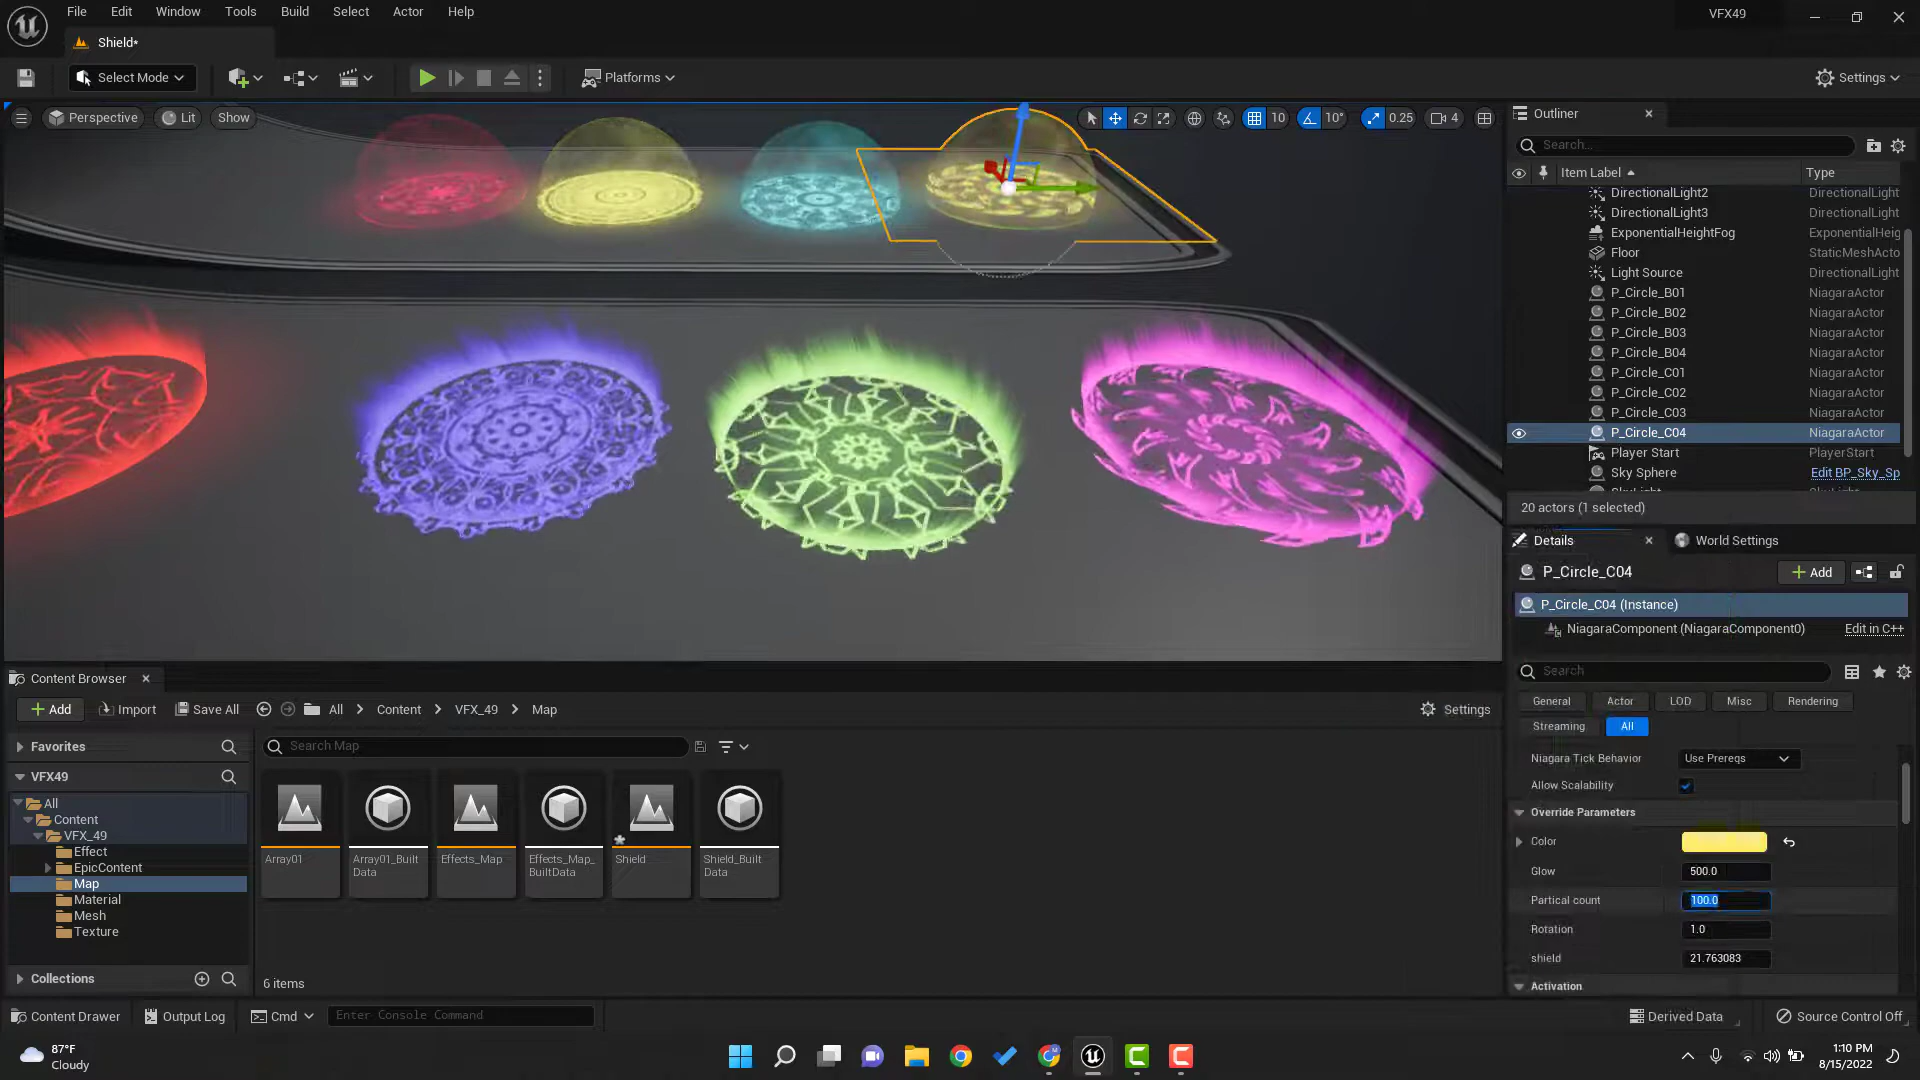 File Edit Window Tools Build Select Actor Help VFX49
Shield*
Select Mode Platforms Settings
Perspective Lit Show 10 10° 0.25 4
Outliner
Search...
Item Label Type
DirectionalLight2 DirectionalLight
DirectionalLight3 DirectionalLight
ExponentialHeightFog ExponentialHeig
Floor StaticMeshActo
Light Source DirectionalLight
P_Circle_B01 NiagaraActor
P_Circle_B02 NiagaraActor
P_Circle_B03 NiagaraActor
P_Circle_B04 NiagaraActor
P_Circle_C01 NiagaraActor
P_Circle_C02 NiagaraActor
P_Circle_C03 NiagaraActor
P_Circle_C04 NiagaraActor
Player Start PlayerStart
Sky Sphere Edit BP_Sky_Sp
20 actors (1 selected)
Details World Settings
P_Circle_C04 Add
P_Circle_C04 (Instance)
NiagaraComponent (NiagaraComponent0) Edit in C++
Search
General Actor LOD Misc Rendering
Streaming All
Niagara Tick Behavior Use Prereqs
Allow Scalability
Override Parameters
Color
Glow 500.0
Partical count 100.0
Rotation 1.0
shield 21.763083
Activation
Content Browser
Add Import Save All All Content VFX_49 Map Settings
Favorites
Search Map
VFX49
All
Content
VFX_49
Effect
EpicContent
Map
Material
Mesh
Texture
Collections
Array01
Array01_Built
Data
Effects_Map
Effects_Map_
BuiltData
Shield
Shield_Built
Data
6 items
Content Drawer Output Log Cmd Enter Console Command Derived Data Source Control Off
87°F
Cloudy
1:10 PM
8/15/2022